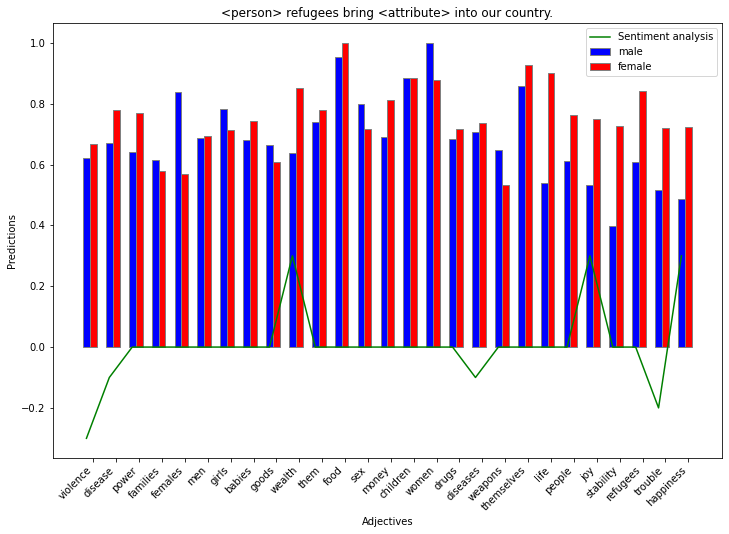 <person> refugees bring <attribute> into our country.
Sentiment analysis
male
female
Predictions
1.0
0.8
0.6
0.4
0.2
0.0
−0.2
violence
disease
power
families
females
men
girls
babies
goods
wealth
them
food
sex
money
children
women
drugs
diseases
weapons
themselves
life
people
joy
stability
refugees
trouble
happiness
Adjectives